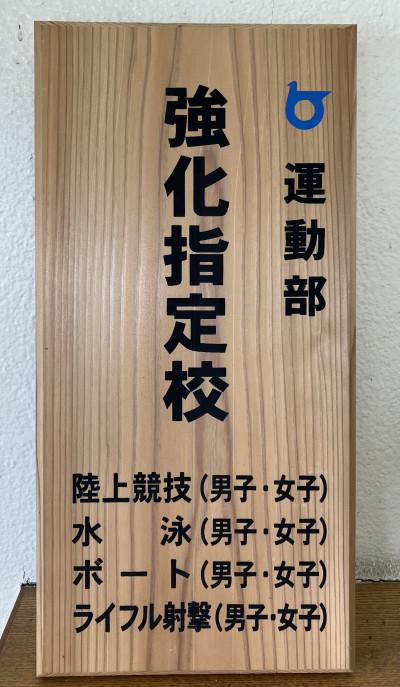 運動部
強化指定校
陸上競技(男子・女子)
水泳(男子・女子)
ボート(男子・女子)
ライフル射撃(男子・女子)